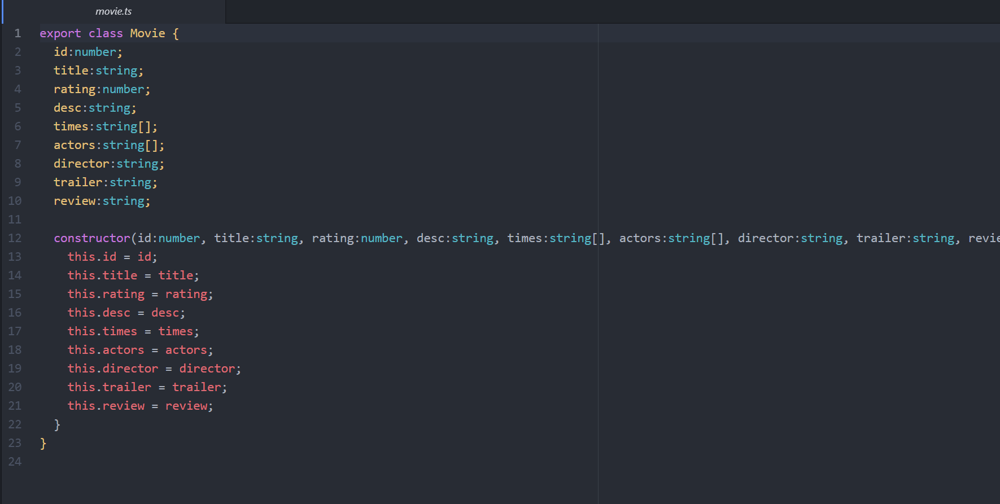 movie.ts
1 export class Movie {
2   id:number;
3   title:string;
4   rating:number;
5   desc:string;
6   times:string[];
7   actors:string[];
8   director:string;
9   trailer:string;
10   review:string;
11
12   constructor(id:number, title:string, rating:number, desc:string, times:string[], actors:string[], director:string, trailer:string,
13     this.id = id;
14     this.title = title;
15     this.rating = rating;
16     this.desc = desc;
17     this.times = times;
18     this.actors = actors;
19     this.director = director;
20     this.trailer = trailer;
21     this.review = review;
22   }
23 }
24